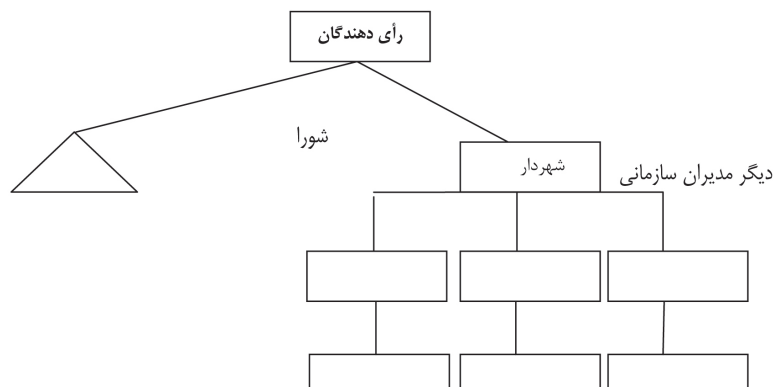 رأی دهندگان
شورا
شهردار
دیگر مدیران سازمانی